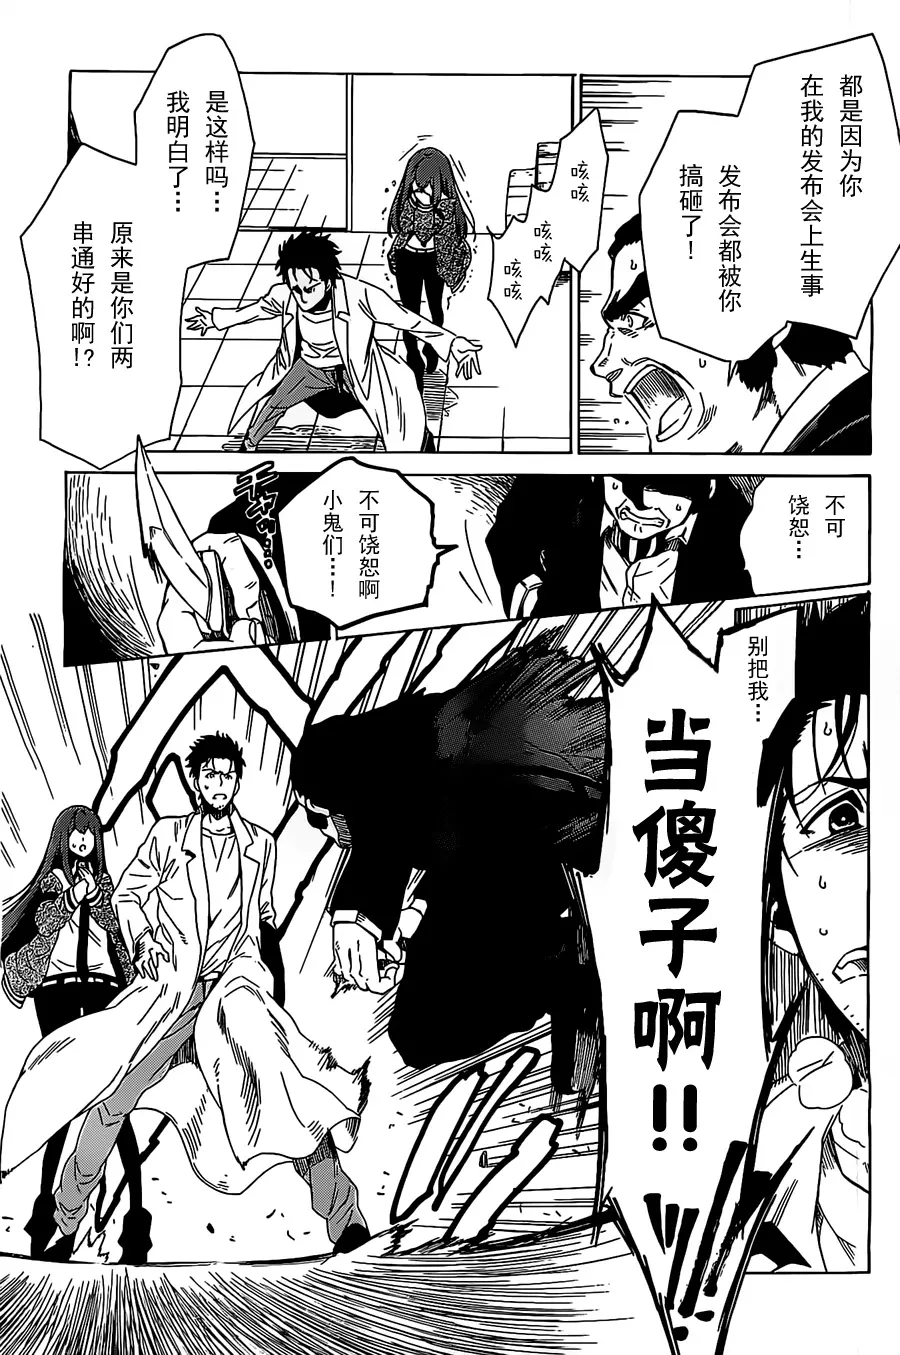 都是因为你
在我的发布会上生事
发布会都被你
搞砸了！
咳咳
咳咳
咳咳
是这样吗…
我明白了…
原来是你们两
串通好的啊!?
不可
饶恕…
不可饶恕啊
小鬼们…！
别把我…
当傻子啊!!